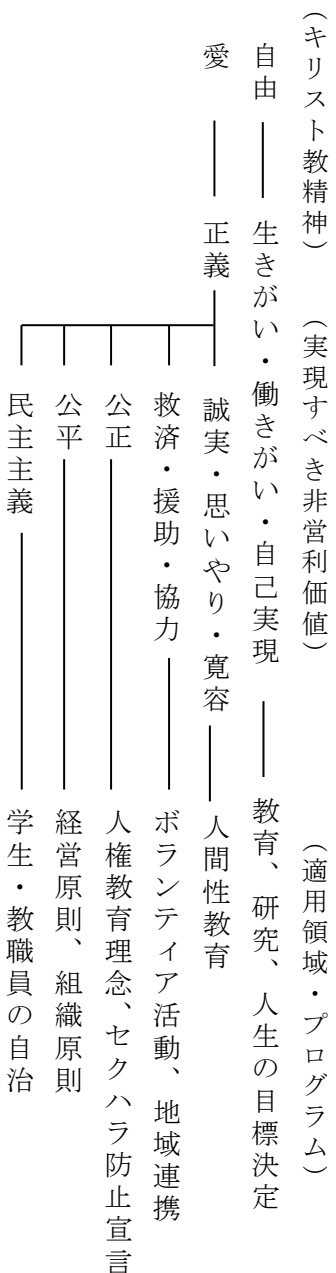 （キリスト教精神）　（実現すべき非営利価値）　（適用領域・プログラム）
自由　生きがい・働きがい・自己実現　教育、研究、人生の目標決定
愛　正義　誠実・思いやり・寛容　人間性教育
救済・援助・協力　ボランティア活動、地域連携
公正　人権教育理念、セクハラ防止宣言
公平　経営原則、組織原則
民主主義　学生・教職員の自治